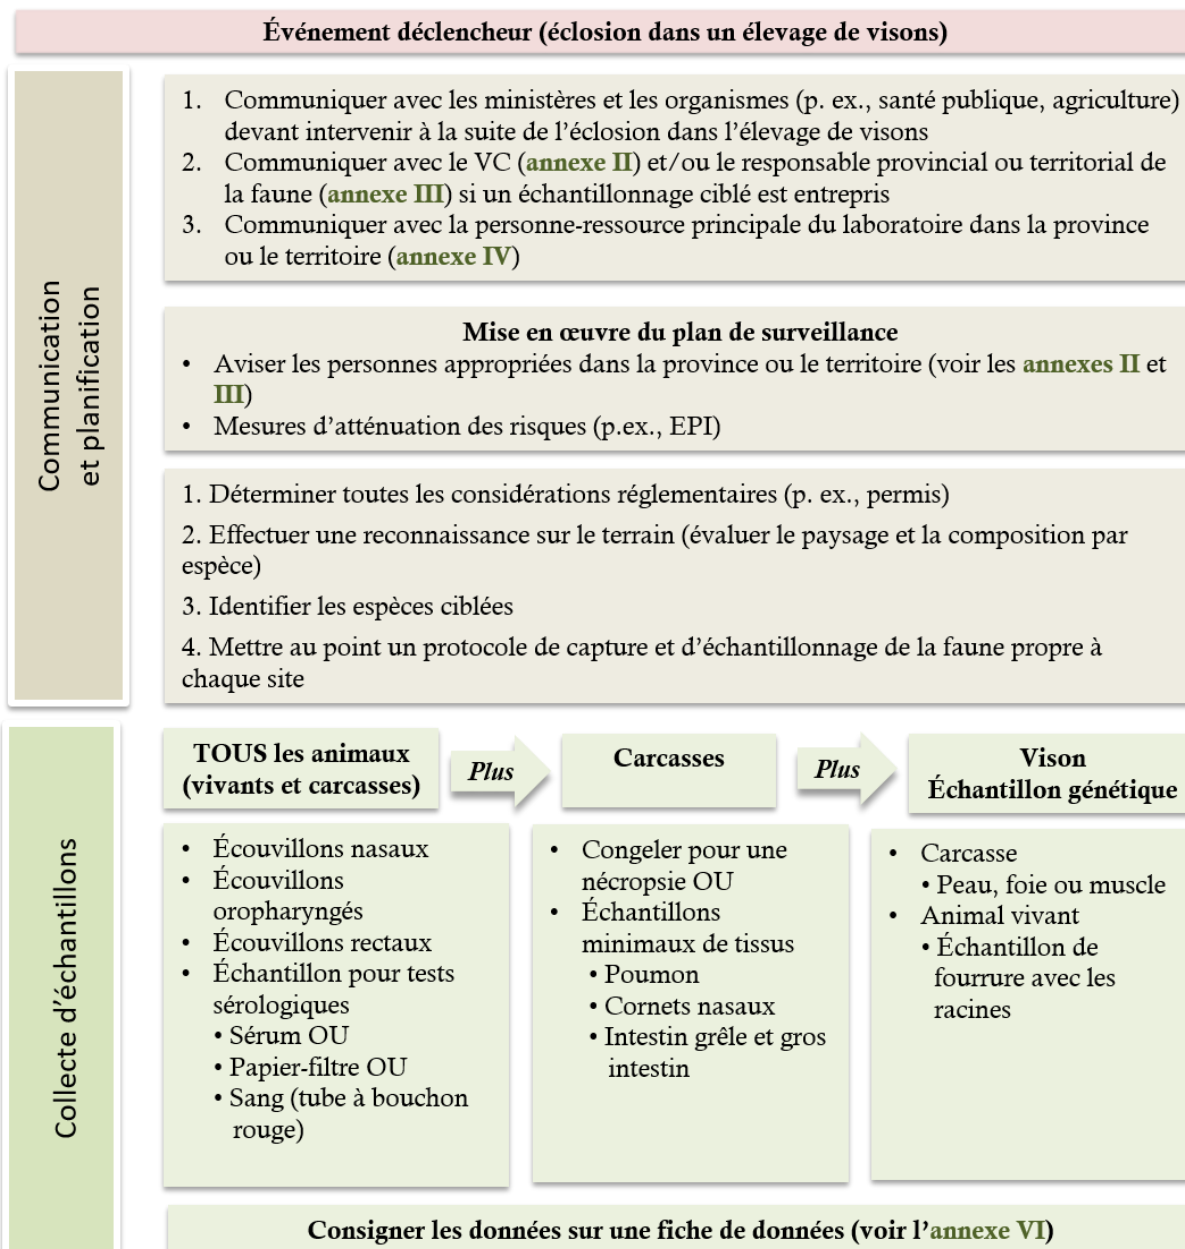 Événement déclencheur (éclosion dans un élevage de visons)
Communication
et planification
1. Communiquer avec les ministères et les organismes (p. ex., santé publique, agriculture)
devant intervenir à la suite de l'éclosion dans l'élevage de visons
2. Communiquer avec le VC (annexe II) et/ou le responsable provincial ou territorial de
la faune (annexe III) si un échantillonnage ciblé est entrepris
3. Communiquer avec la personne-ressource principale du laboratoire dans la province
ou le territoire (annexe IV)
Mise en œuvre du plan de surveillance
• Aviser les personnes appropriées dans la province ou le territoire (voir les annexes II et
III)
• Mesures d'atténuation des risques (p.ex., EPI)
1. Déterminer toutes les considérations réglementaires (p. ex., permis)
2. Effectuer une reconnaissance sur le terrain (évaluer le paysage et la composition par
espèce)
3. Identifier les espèces ciblées
4. Mettre au point un protocole de capture et d'échantillonnage de la faune propre à
chaque site
Collecte d'échantillons
TOUS les animaux
(vivants et carcasses)
Plus
Carcasses
Plus
Vison
Échantillon génétique
• Écouvillons nasaux
• Écouvillons
oropharyngés
• Écouvillons rectaux
• Échantillon pour tests
sérologiques
• Sérum OU
• Papier-filtre OU
• Sang (tube à bouchon
rouge)
• Congeler pour une
nécropsie OU
• Échantillons
minimaux de tissus
• Poumon
• Cornets nasaux
• Intestin grêle et gros
intestin
• Carcasse
• Peau, foie ou muscle
• Animal vivant
• Échantillon de
fourrure avec les
racines
Consigner les données sur une fiche de données (voir l'annexe VI)